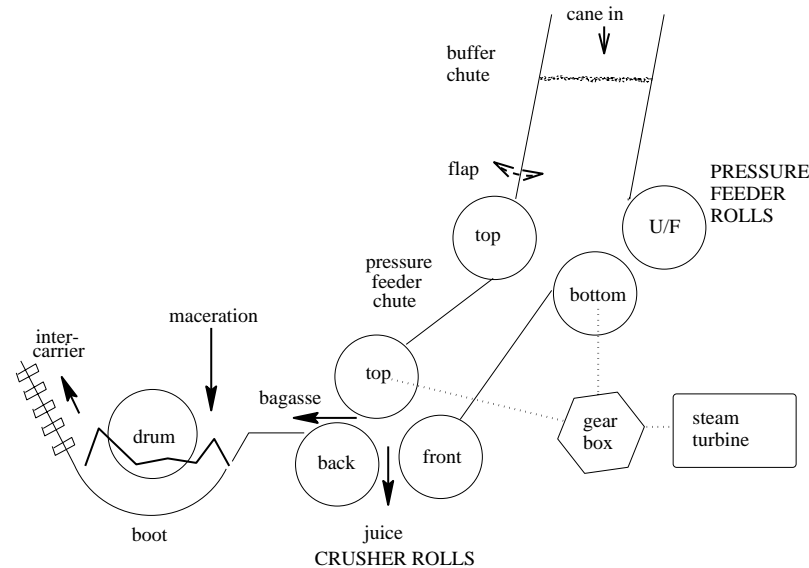 cane in
buffer
chute
flap
PRESSURE
FEEDER
ROLLS
top
U/F
pressure
feeder
chute
bottom
maceration
inter-
carrier
top
bagasse
drum
gear
box
steam
turbine
back
front
boot
juice
CRUSHER ROLLS